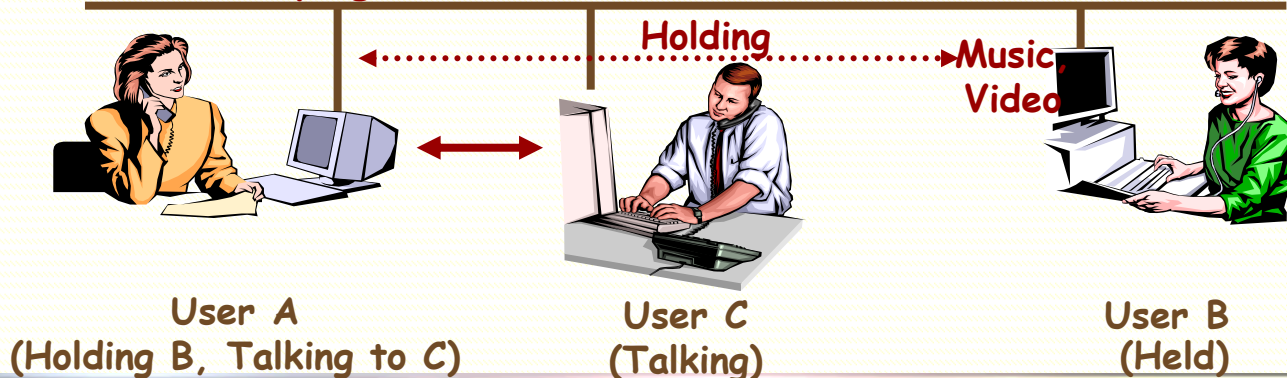 Holding
Music,
Video
User A
(Holding B, Talking to C)
User C
(Talking)
User B
(Held)